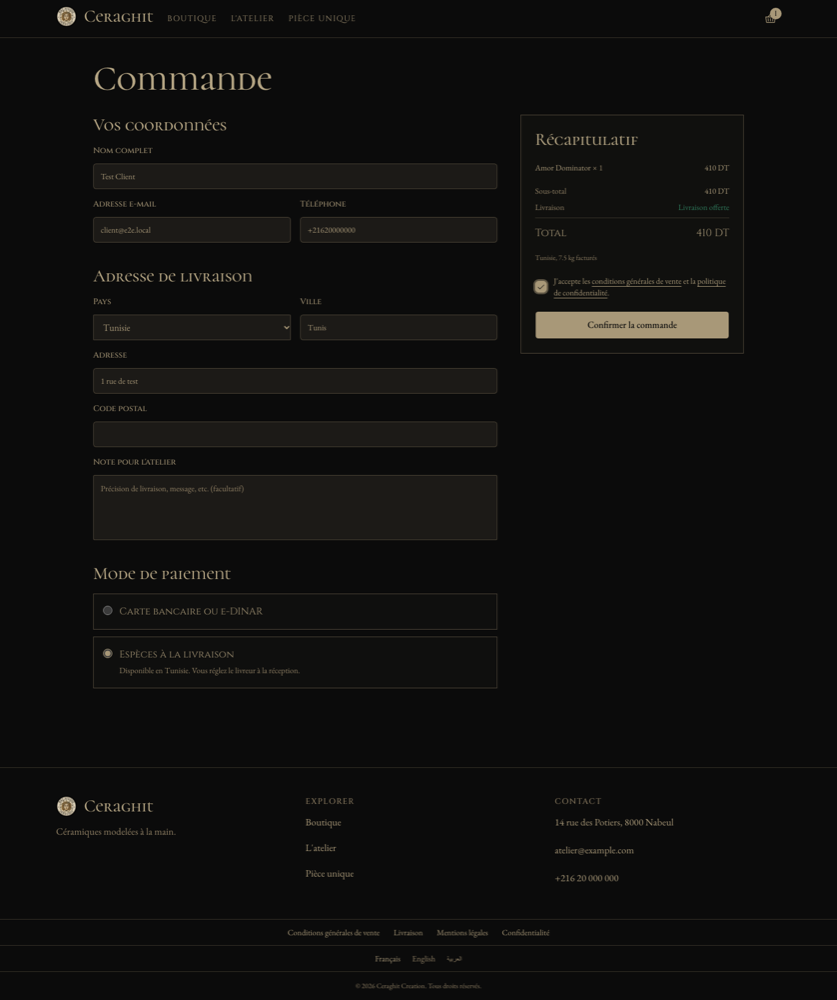 Ceraghit
BOUTIQUE
L'ATELIER
PIÈCE UNIQUE
1
Commande
Vos coordonnées
Nom complet
Test Client
Adresse e-mail
Téléphone
client@e2e.local
+21620000000
Adresse de livraison
Pays
Ville
Tunisie
Tunis
Adresse
1 rue de test
Code postal
Note pour l'atelier
Précision de livraison, message, etc. (facultatif)
Mode de paiement
Carte bancaire ou e-DINAR
Espèces à la livraison
Disponible en Tunisie. Vous réglez le livreur à la réception.
Récapitulatif
Amor Dominator × 1 410 DT
Sous-total 410 DT
Livraison Livraison offerte
Total 410 DT
Tunisie, 7.5 kg facturés
J'accepte les conditions générales de vente et la politique
de confidentialité.
Confirmer la commande
Ceraghit
Céramiques modelées à la main.
EXPLORER
Boutique
L'atelier
Pièce unique
CONTACT
14 rue des Potiers, 8000 Nabeul
atelier@example.com
+216 20 000 000
Conditions générales de vente Livraison Mentions légales Confidentialité
Français English العربية
© 2026 Ceraghit Creation. Tous droits réservés.